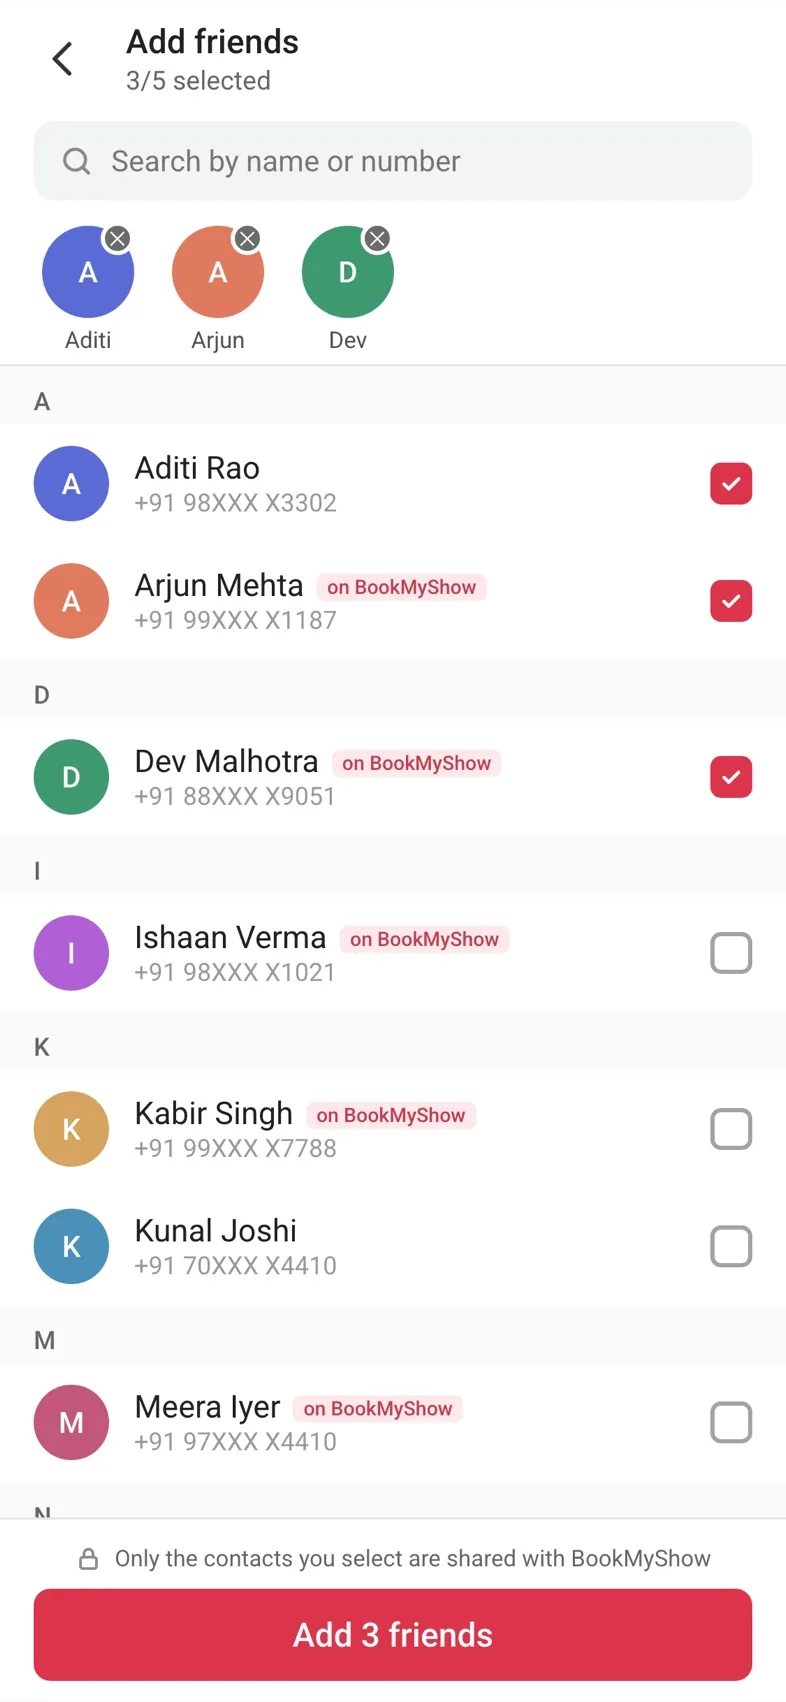 Add friends
3/5 selected
Search by name or number
A
A
D
Aditi
Arjun
Dev
A
A
Aditi Rao
+91 98XXX X3302
A
Arjun Mehta on BookMyShow
+91 99XXX X1187
D
D
Dev Malhotra on BookMyShow
+91 88XXX X9051
I
I
Ishaan Verma on BookMyShow
+91 98XXX X1021
K
K
Kabir Singh on BookMyShow
+91 99XXX X7788
K
Kunal Joshi
+91 70XXX X4410
M
M
Meera Iyer on BookMyShow
+91 97XXX X4410
N
Only the contacts you select are shared with BookMyShow
Add 3 friends